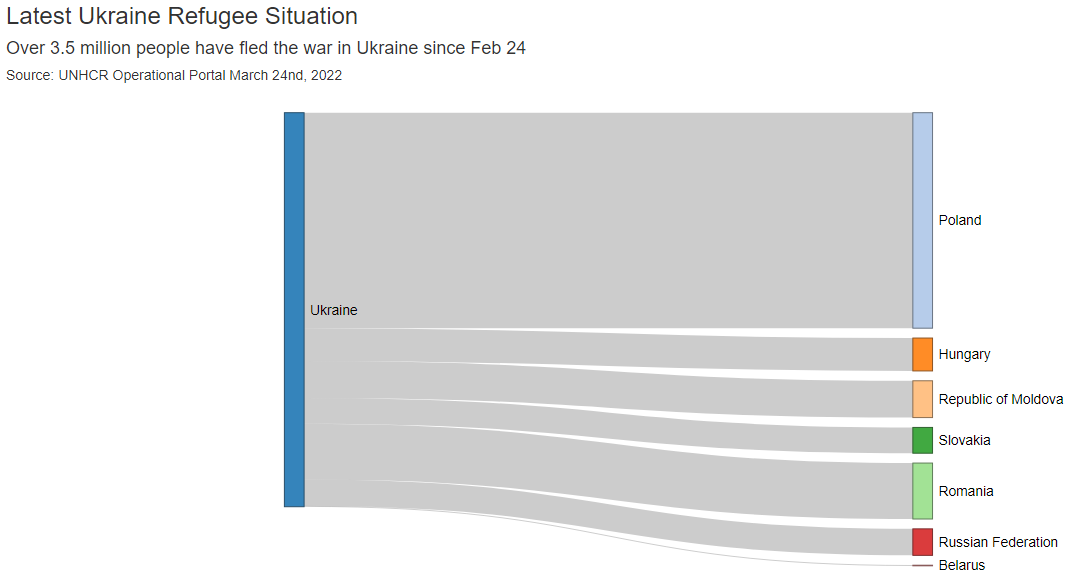 Latest Ukraine Refugee Situation
Over 3.5 million people have fled the war in Ukraine since Feb 24
Source: UNHCR Operational Portal March 24nd, 2022
Poland
Ukraine
Hungary
Republic of Moldova
Slovakia
Romania
Russian Federation
Belarus